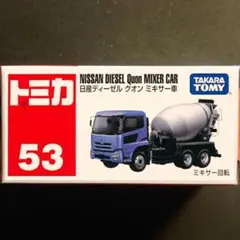 トミカ
53
NISSAN DIESEL Quon MIXER CAR
日産ディーゼル クオン ミキサー車
TAKARA
TOMY
ミキサー回転